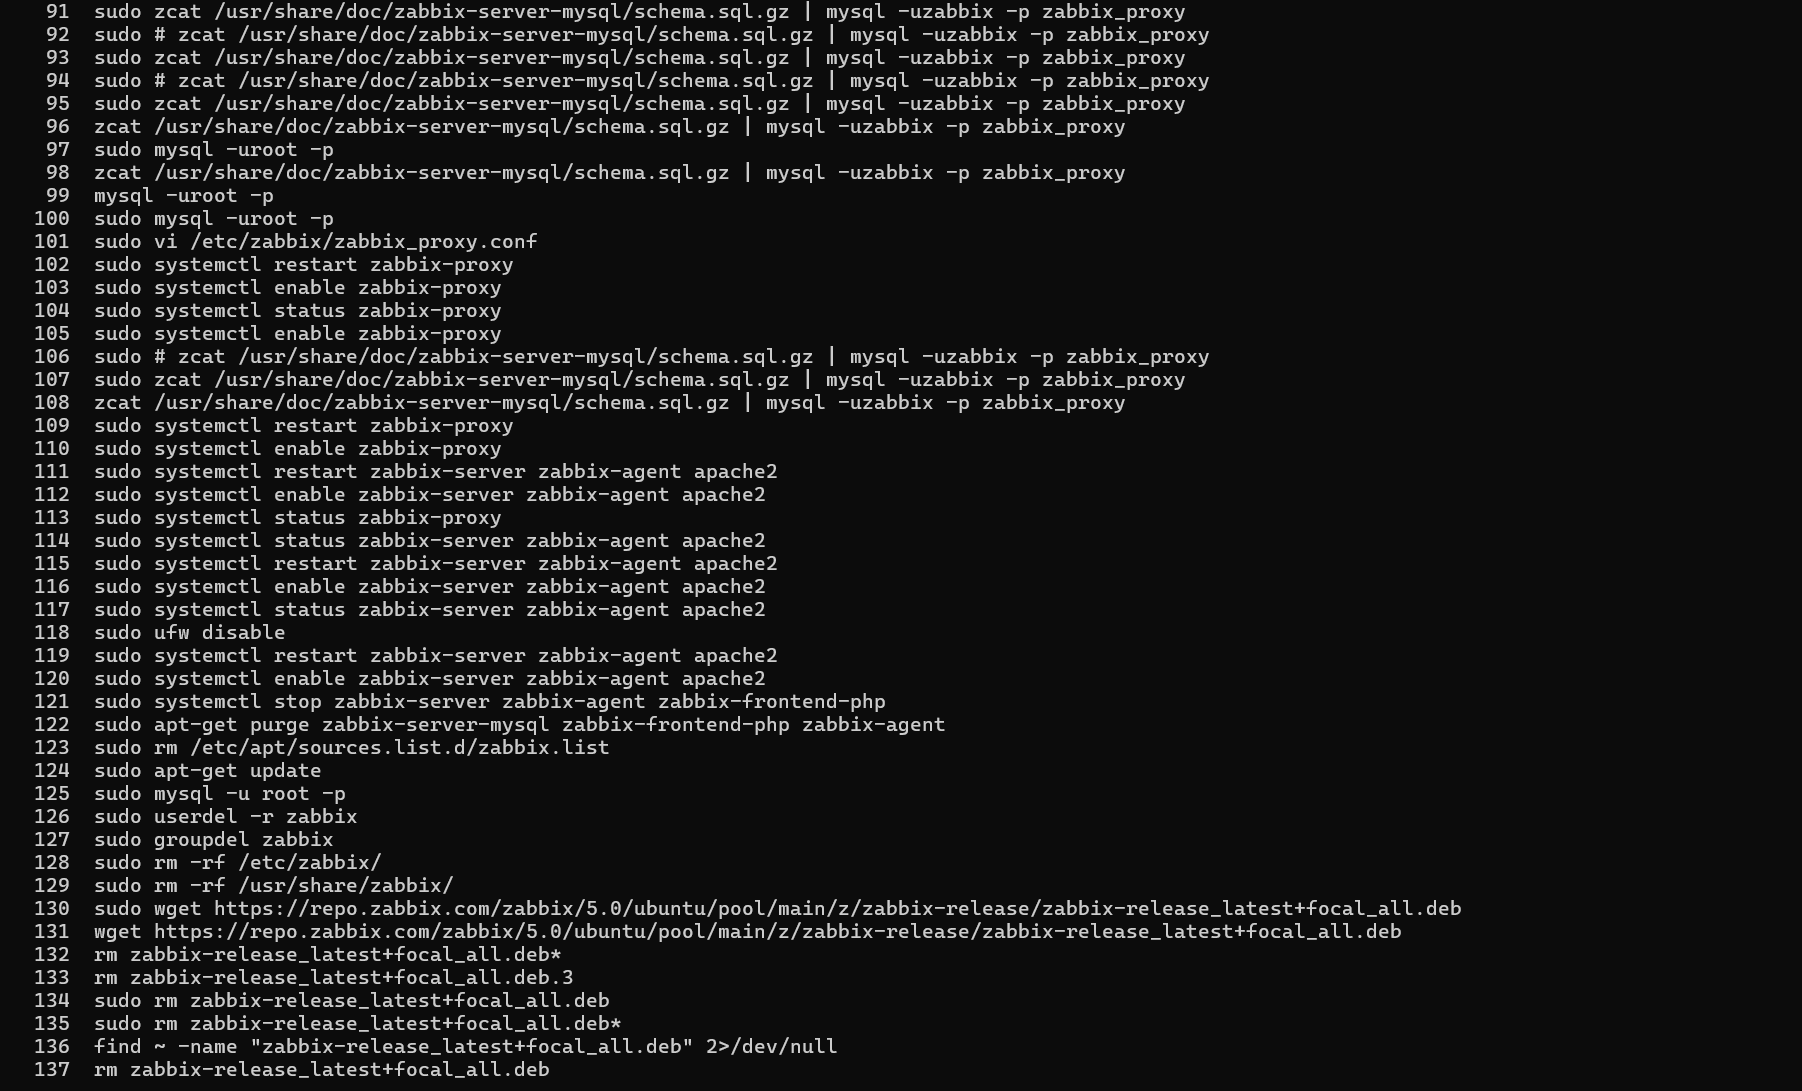 91  sudo zcat /usr/share/doc/zabbix-server-mysql/schema.sql.gz | mysql -uzabbix -p zabbix_proxy
92  sudo # zcat /usr/share/doc/zabbix-server-mysql/schema.sql.gz | mysql -uzabbix -p zabbix_proxy
93  sudo zcat /usr/share/doc/zabbix-server-mysql/schema.sql.gz | mysql -uzabbix -p zabbix_proxy
94  sudo # zcat /usr/share/doc/zabbix-server-mysql/schema.sql.gz | mysql -uzabbix -p zabbix_proxy
95  sudo zcat /usr/share/doc/zabbix-server-mysql/schema.sql.gz | mysql -uzabbix -p zabbix_proxy
96  zcat /usr/share/doc/zabbix-server-mysql/schema.sql.gz | mysql -uzabbix -p zabbix_proxy
97  sudo mysql -uroot -p
98  zcat /usr/share/doc/zabbix-server-mysql/schema.sql.gz | mysql -uzabbix -p zabbix_proxy
99  mysql -uroot -p
100  sudo mysql -uroot -p
101  sudo vi /etc/zabbix/zabbix_proxy.conf
102  sudo systemctl restart zabbix-proxy
103  sudo systemctl enable zabbix-proxy
104  sudo systemctl status zabbix-proxy
105  sudo systemctl enable zabbix-proxy
106  sudo # zcat /usr/share/doc/zabbix-server-mysql/schema.sql.gz | mysql -uzabbix -p zabbix_proxy
107  sudo zcat /usr/share/doc/zabbix-server-mysql/schema.sql.gz | mysql -uzabbix -p zabbix_proxy
108  zcat /usr/share/doc/zabbix-server-mysql/schema.sql.gz | mysql -uzabbix -p zabbix_proxy
109  sudo systemctl restart zabbix-proxy
110  sudo systemctl enable zabbix-proxy
111  sudo systemctl restart zabbix-server zabbix-agent apache2
112  sudo systemctl enable zabbix-server zabbix-agent apache2
113  sudo systemctl status zabbix-proxy
114  sudo systemctl status zabbix-server zabbix-agent apache2
115  sudo systemctl restart zabbix-server zabbix-agent apache2
116  sudo systemctl enable zabbix-server zabbix-agent apache2
117  sudo systemctl status zabbix-server zabbix-agent apache2
118  sudo ufw disable
119  sudo systemctl restart zabbix-server zabbix-agent apache2
120  sudo systemctl enable zabbix-server zabbix-agent apache2
121  sudo systemctl stop zabbix-server zabbix-agent zabbix-frontend-php
122  sudo apt-get purge zabbix-server-mysql zabbix-frontend-php zabbix-agent
123  sudo rm /etc/apt/sources.list.d/zabbix.list
124  sudo apt-get update
125  sudo mysql -u root -p
126  sudo userdel -r zabbix
127  sudo groupdel zabbix
128  sudo rm -rf /etc/zabbix/
129  sudo rm -rf /usr/share/zabbix/
130  sudo wget https://repo.zabbix.com/zabbix/5.0/ubuntu/pool/main/z/zabbix-release/zabbix-release_latest+focal_all.deb
131  wget https://repo.zabbix.com/zabbix/5.0/ubuntu/pool/main/z/zabbix-release/zabbix-release_latest+focal_all.deb
132  rm zabbix-release_latest+focal_all.deb*
133  rm zabbix-release_latest+focal_all.deb.3
134  sudo rm zabbix-release_latest+focal_all.deb
135  sudo rm zabbix-release_latest+focal_all.deb*
136  find ~ -name "zabbix-release_latest+focal_all.deb" 2>/dev/null
137  rm zabbix-release_latest+focal_all.deb